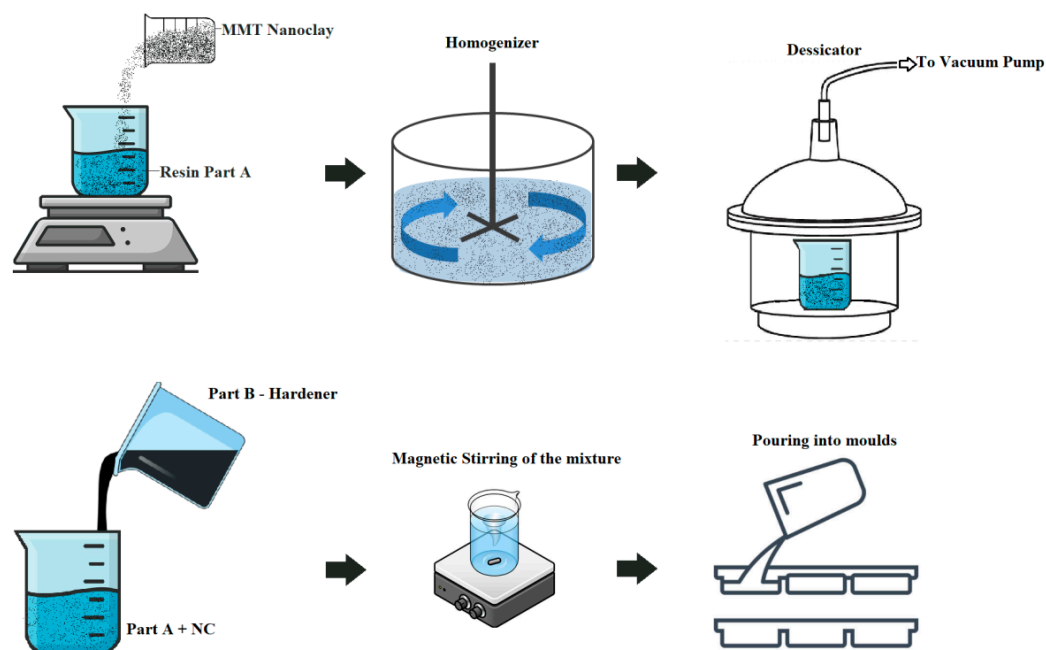 MMT Nanoclay
Resin Part A
Homogenizer
Dessicator
To Vacuum Pump
Part B - Hardener
Part A + NC
Magnetic Stirring of the mixture
Pouring into moulds